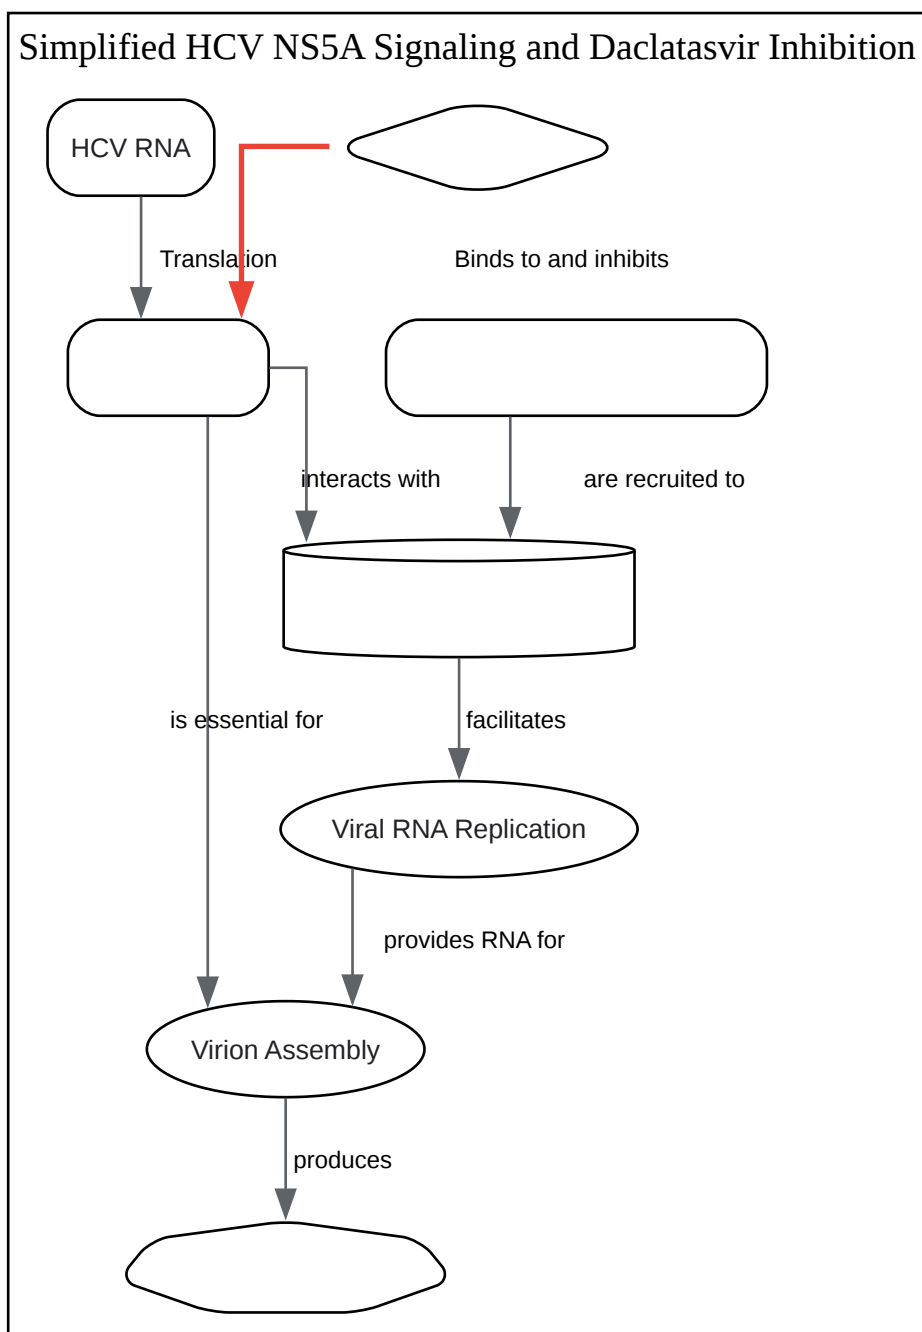 Simplified HCV NS5A Signaling and Daclatasvir Inhibition
HCV RNA
Translation
Binds to and inhibits
interacts with
are recruited to
is essential for
facilitates
Viral RNA Replication
provides RNA for
Virion Assembly
produces